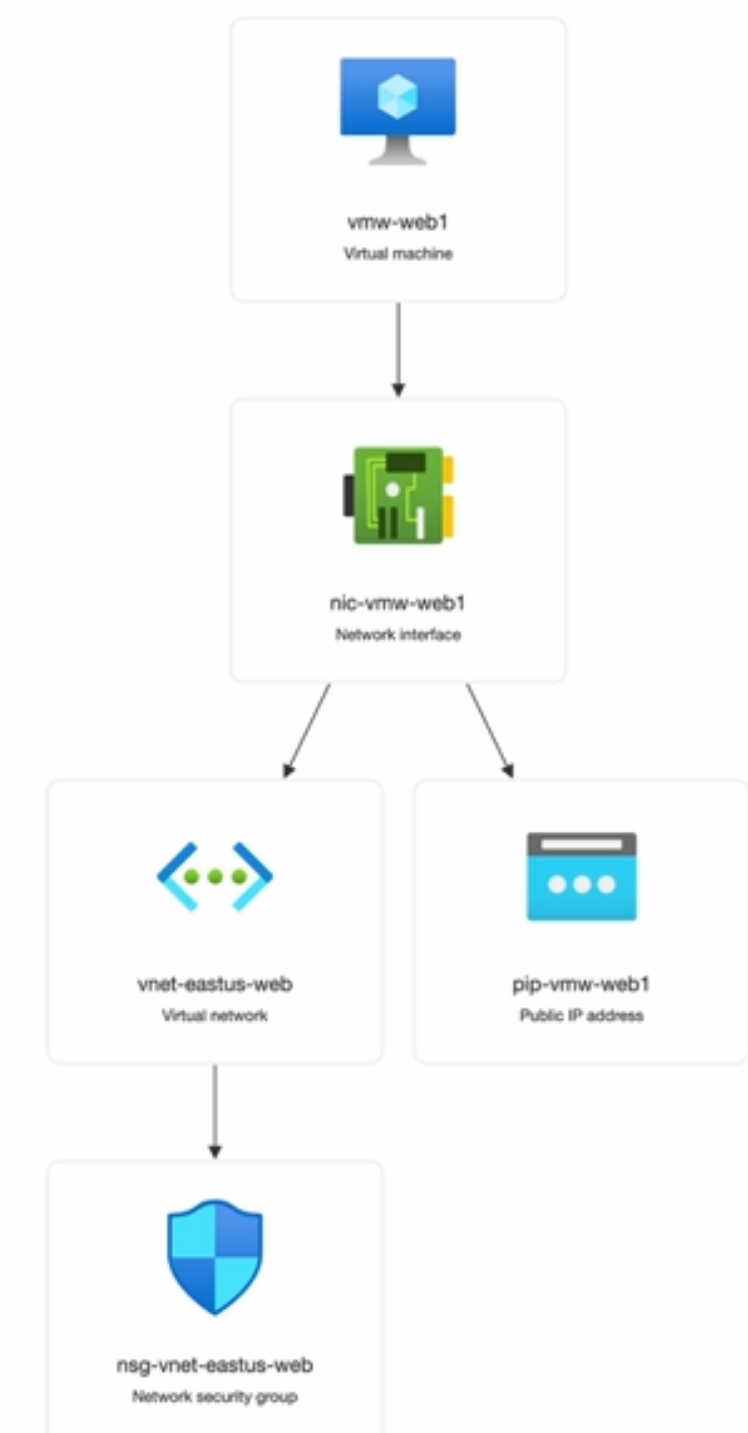 vmw-web1
Virtual machine
nic-vmw-web1
Network interface
vnet-eastus-web
Virtual network
pip-vmw-web1
Public IP address
nsg-vnet-eastus-web
Network security group